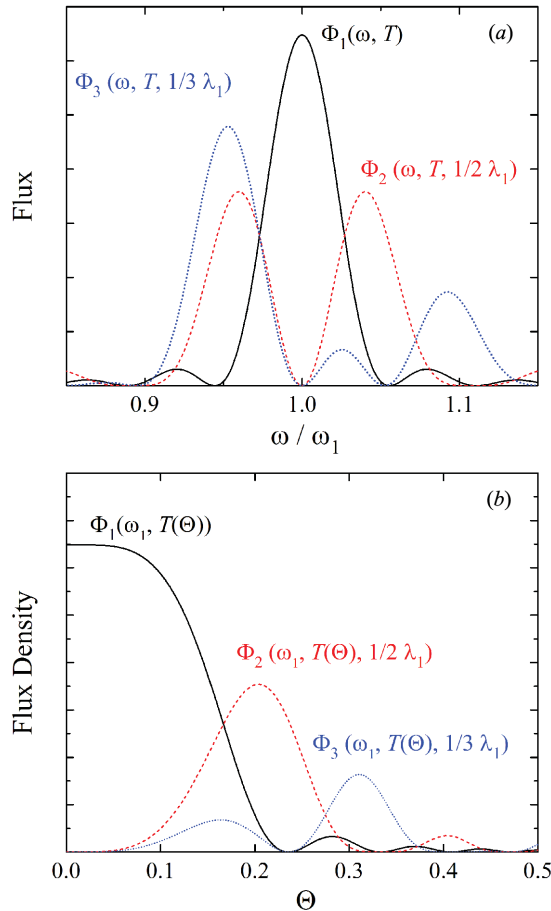 (a)
Φ₁(ω, T)
Φ₃ (ω, T, 1/3 λ₁)
Φ₂ (ω, T, 1/2 λ₁)
Flux
0.9 1.0 1.1
ω / ω₁
(b)
Φ₁(ω₁, T(Θ))
Φ₂ (ω₁, T(Θ), 1/2 λ₁)
Φ₃ (ω₁, T(Θ), 1/3 λ₁)
Flux Density
0.0 0.1 0.2 0.3 0.4 0.5
Θ